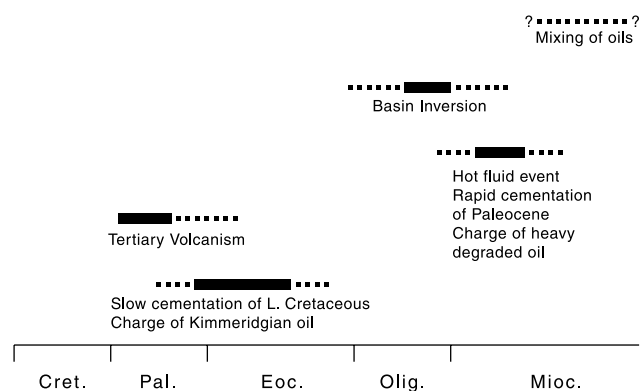 ? ?
Mixing of oils
Basin Inversion
Hot fluid event
Rapid cementation
of Paleocene
Charge of heavy
degraded oil
Tertiary Volcanism
Slow cementation of L. Cretaceous
Charge of Kimmeridgian oil
Cret. Pal. Eoc. Olig. Mioc.